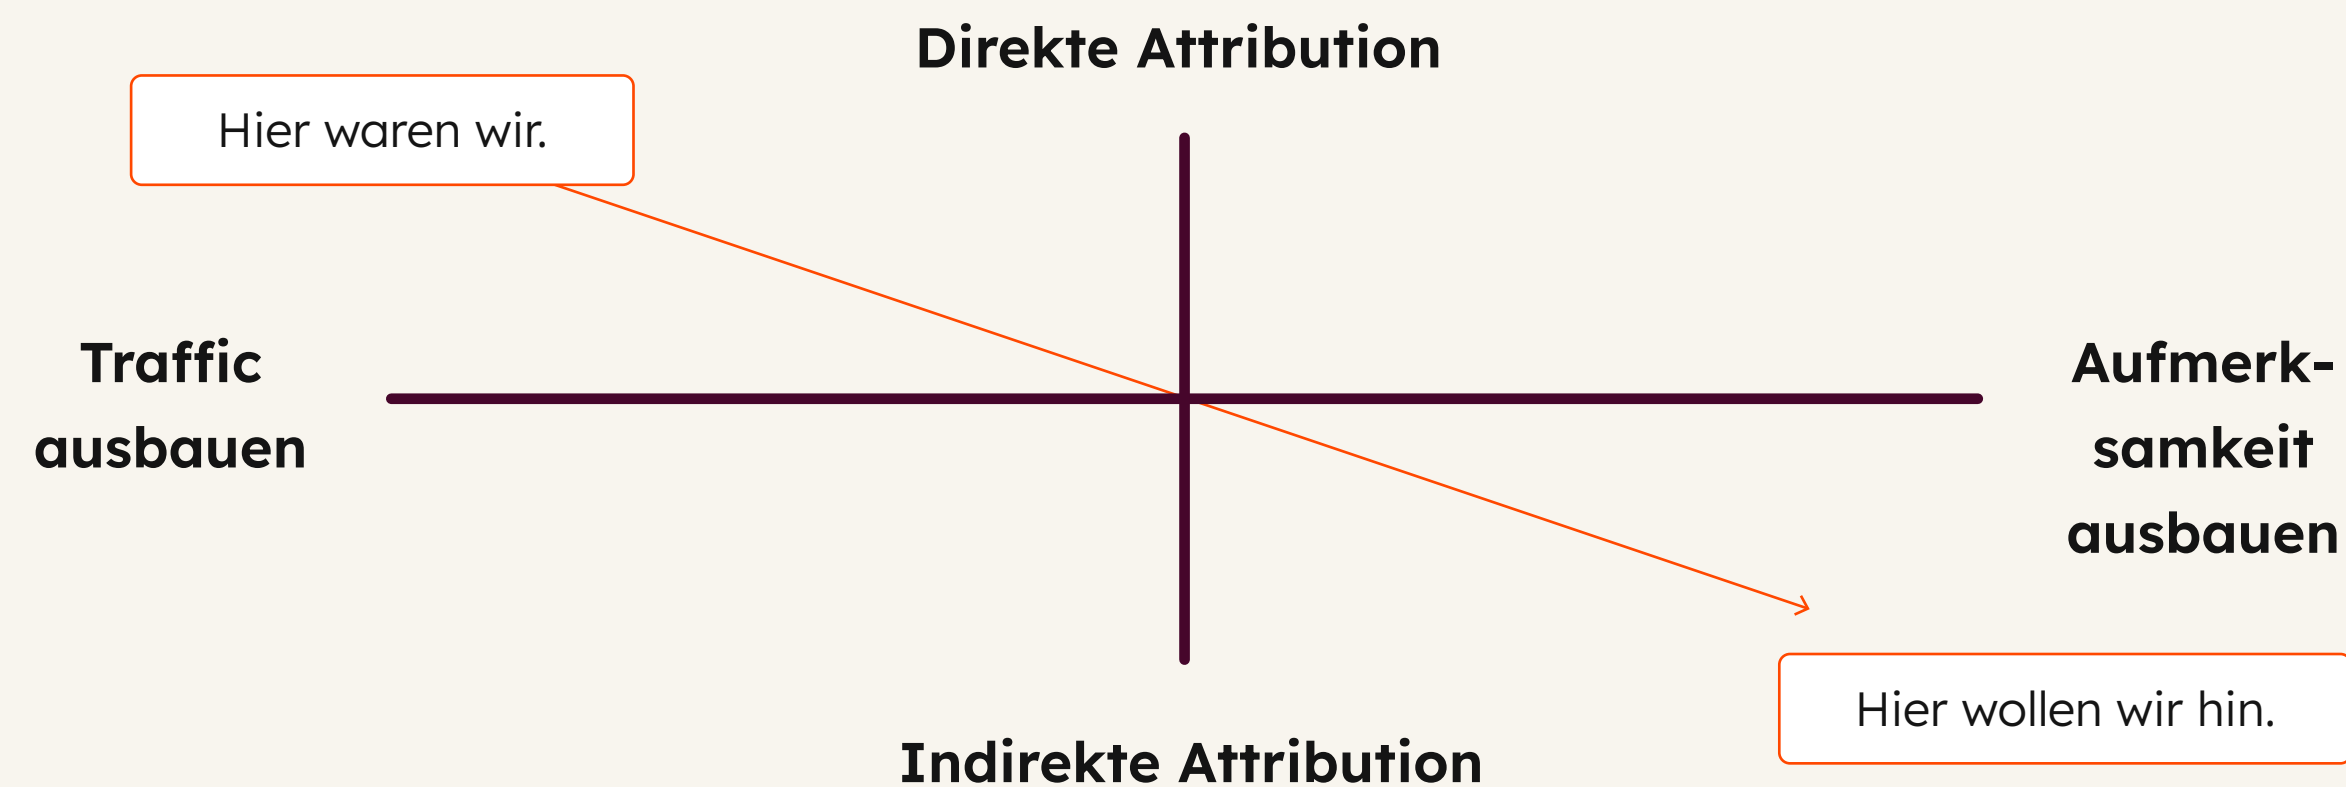 Direkte Attribution
Hier waren wir.
Traffic
ausbauen
Aufmerk-
samkeit
ausbauen
Hier wollen wir hin.
Indirekte Attribution